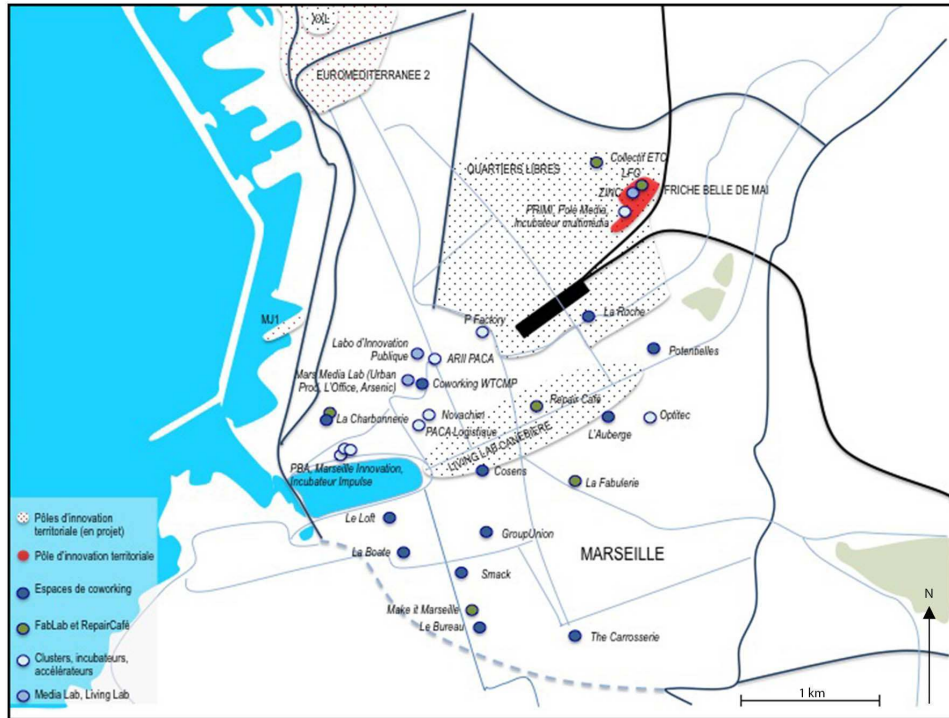 XXL
EUROMEDITERRANEE 2
Collectif ETC
QUARTIERS LIBRES
LFO
ZINC
FRICHE BELLE DE MAI
PRIMI, Pole Media,
Incubateur multimédia
MJ1
P Factory
La Roche
Labo d'Innovation
Publique
ARII PACA
Potentielles
Mars Media Lab (Urban
Prod, L'Office, Arsenic)
Coworking WTCMP
Repair Café
La Charbonnerie
Novachim
PACA-Logistique
L'Auberge
Optitec
LIVING LAB CANEBIERE
PBA, Marseille Innovation,
Incubateur Impulse
Cosens
La Fabulerie
Le Loft
GroupUnion
La Boate
MARSEILLE
Smack
Make it Marseille
Le Bureau
The Carrosserie
Pôles d'innovation
territoriale (en projet)
Pôle d'innovation territoriale
Espaces de coworking
FabLab et RepairCafé
Clusters, incubateurs,
accélérateurs
Media Lab, Living Lab
N
1 km